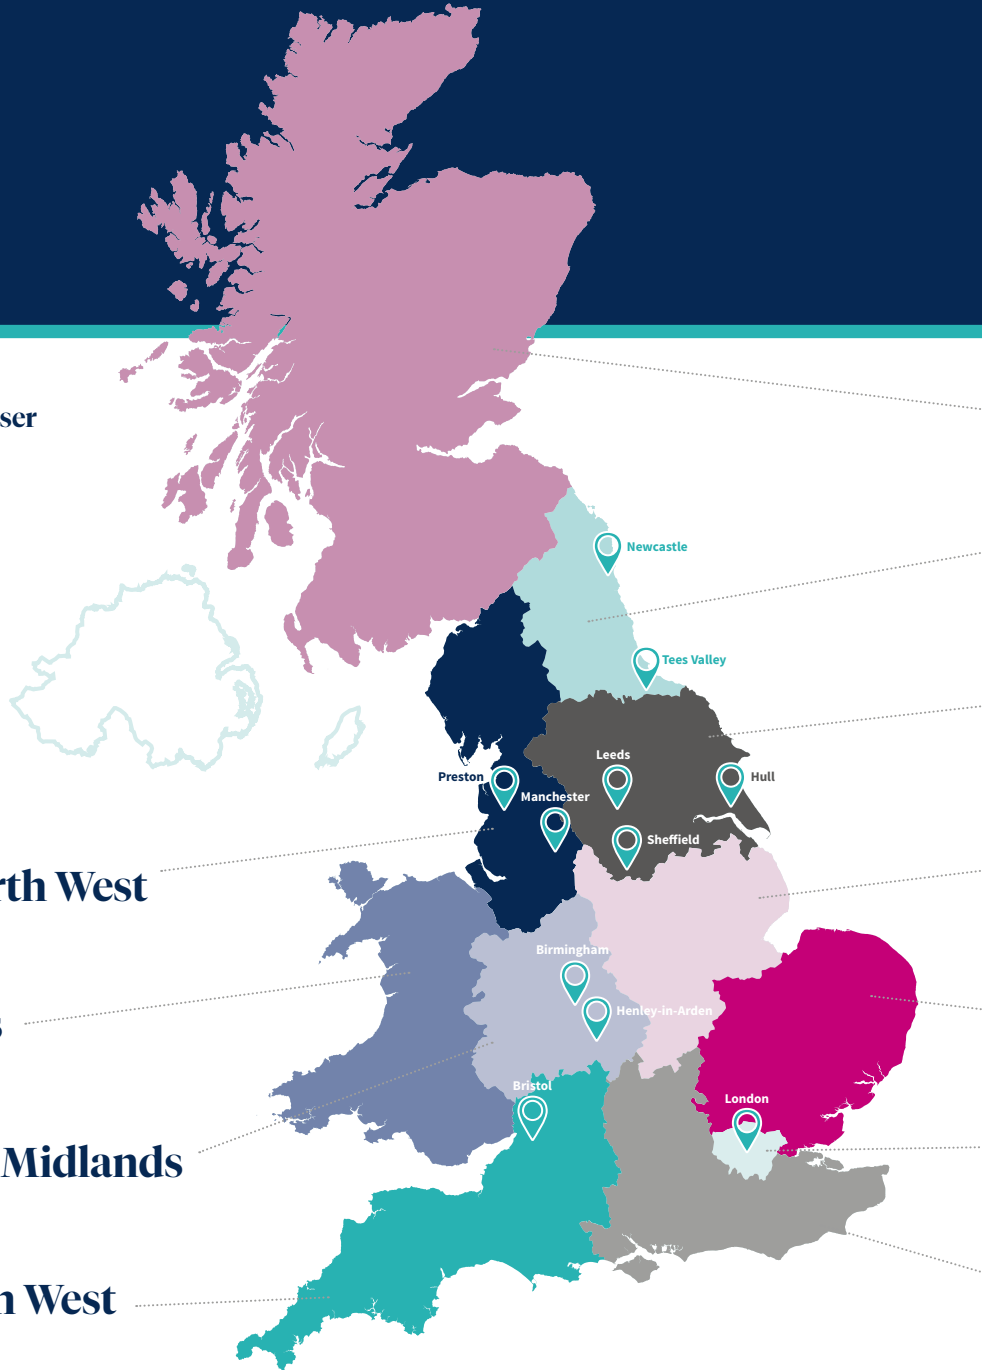 ser
Newcastle
Tees Valley
Leeds
Preston
Hull
Manchester
Sheffield
rth West
Birmingham
Henley-in-Arden
s
Bristol
London
Midlands
h West